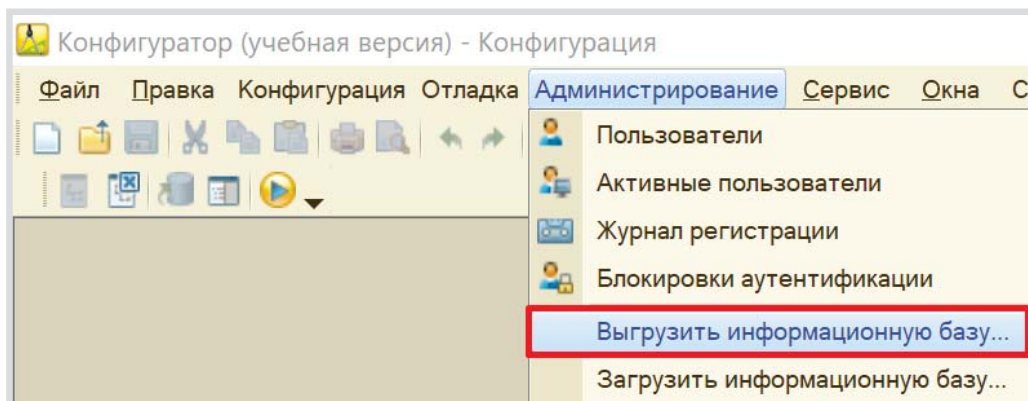 Конфигуратор (учебная версия) - Конфигурация
Файл Правка Конфигурация Отладка Администрирование Сервис Окна С
Пользователи
Активные пользователи
Журнал регистрации
Блокировки аутентификации
Выгрузить информационную базу...
Загрузить информационную базу...